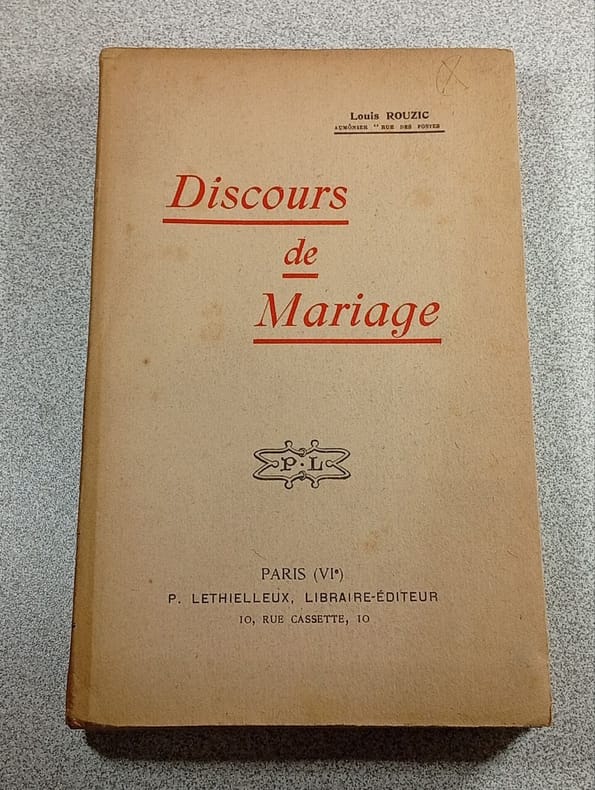 Louis ROUZIC
AUMÔNIER " RUE DES POSTES
Discours
de
Mariage
P·L
PARIS (VIe)
P. LETHIELLEUX, LIBRAIRE-ÉDITEUR
10, RUE CASSETTE, 10